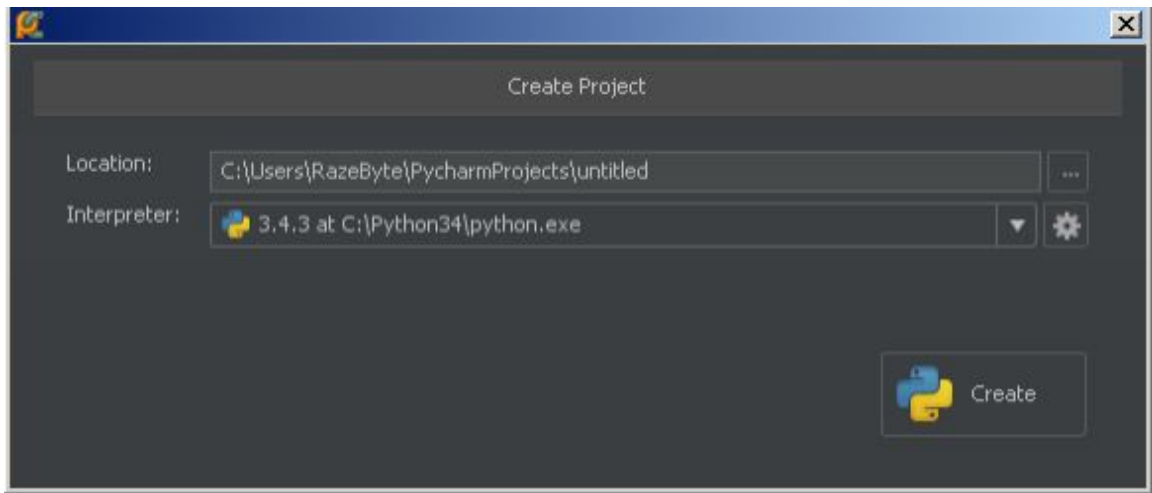 Create Project
Location: C:\Users\RazeByte\PycharmProjects\untitled ...
Interpreter: 3.4.3 at C:\Python34\python.exe
Create